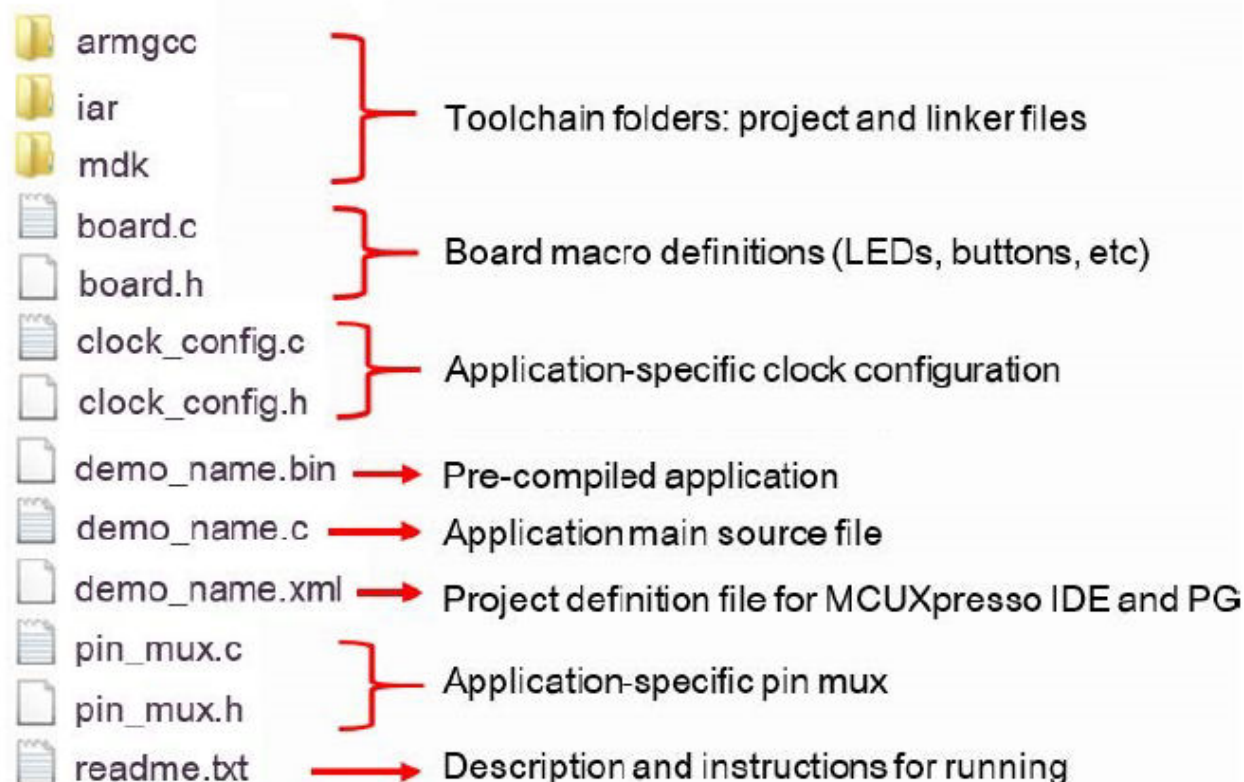 armgcc
iar
mdk
Toolchain folders: project and linker files
board.c
board.h
Board macro definitions (LEDs, buttons, etc)
clock_config.c
clock_config.h
Application-specific clock configuration
demo_name.bin
Pre-compiled application
demo_name.c
Application main source file
demo_name.xml
Project definition file for MCUXpresso IDE and PG
pin_mux.c
pin_mux.h
Application-specific pin mux
readme.txt
Description and instructions for running